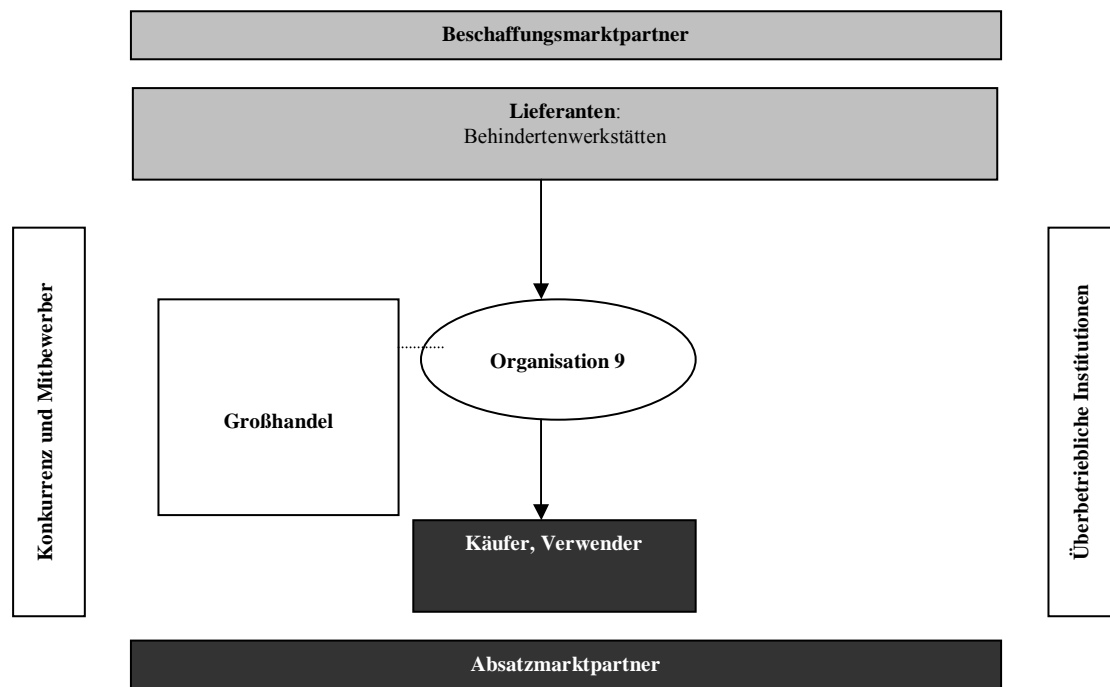 Beschaffungsmarktpartner
Lieferanten:
Behindertenwerkstätten
Konkurrenz und Mitbewerber
Großhandel
Organisation 9
Überbetriebliche Institutionen
Käufer, Verwender
Absatzmarktpartner